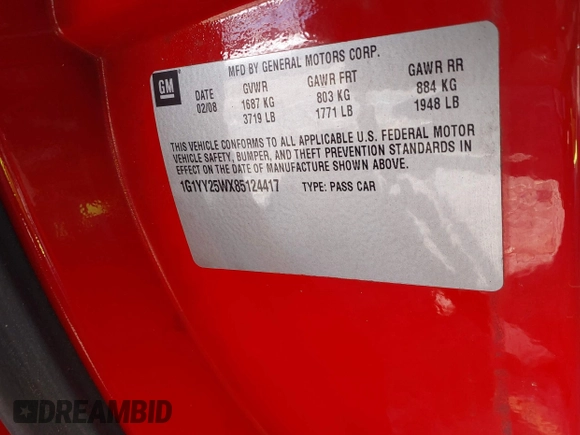 MFD BY GENERAL MOTORS CORP.
GM
DATE GVWR GAWR FRT GAWR RR
02/08 1687 KG 803 KG 884 KG
3719 LB 1771 LB 1948 LB
THIS VEHICLE CONFORMS TO ALL APPLICABLE U.S. FEDERAL MOTOR
VEHICLE SAFETY, BUMPER, AND THEFT PREVENTION STANDARDS IN
EFFECT ON THE DATE OF MANUFACTURE SHOWN ABOVE.
1G1YY25WX85124417 TYPE: PASS CAR
DREAMBID